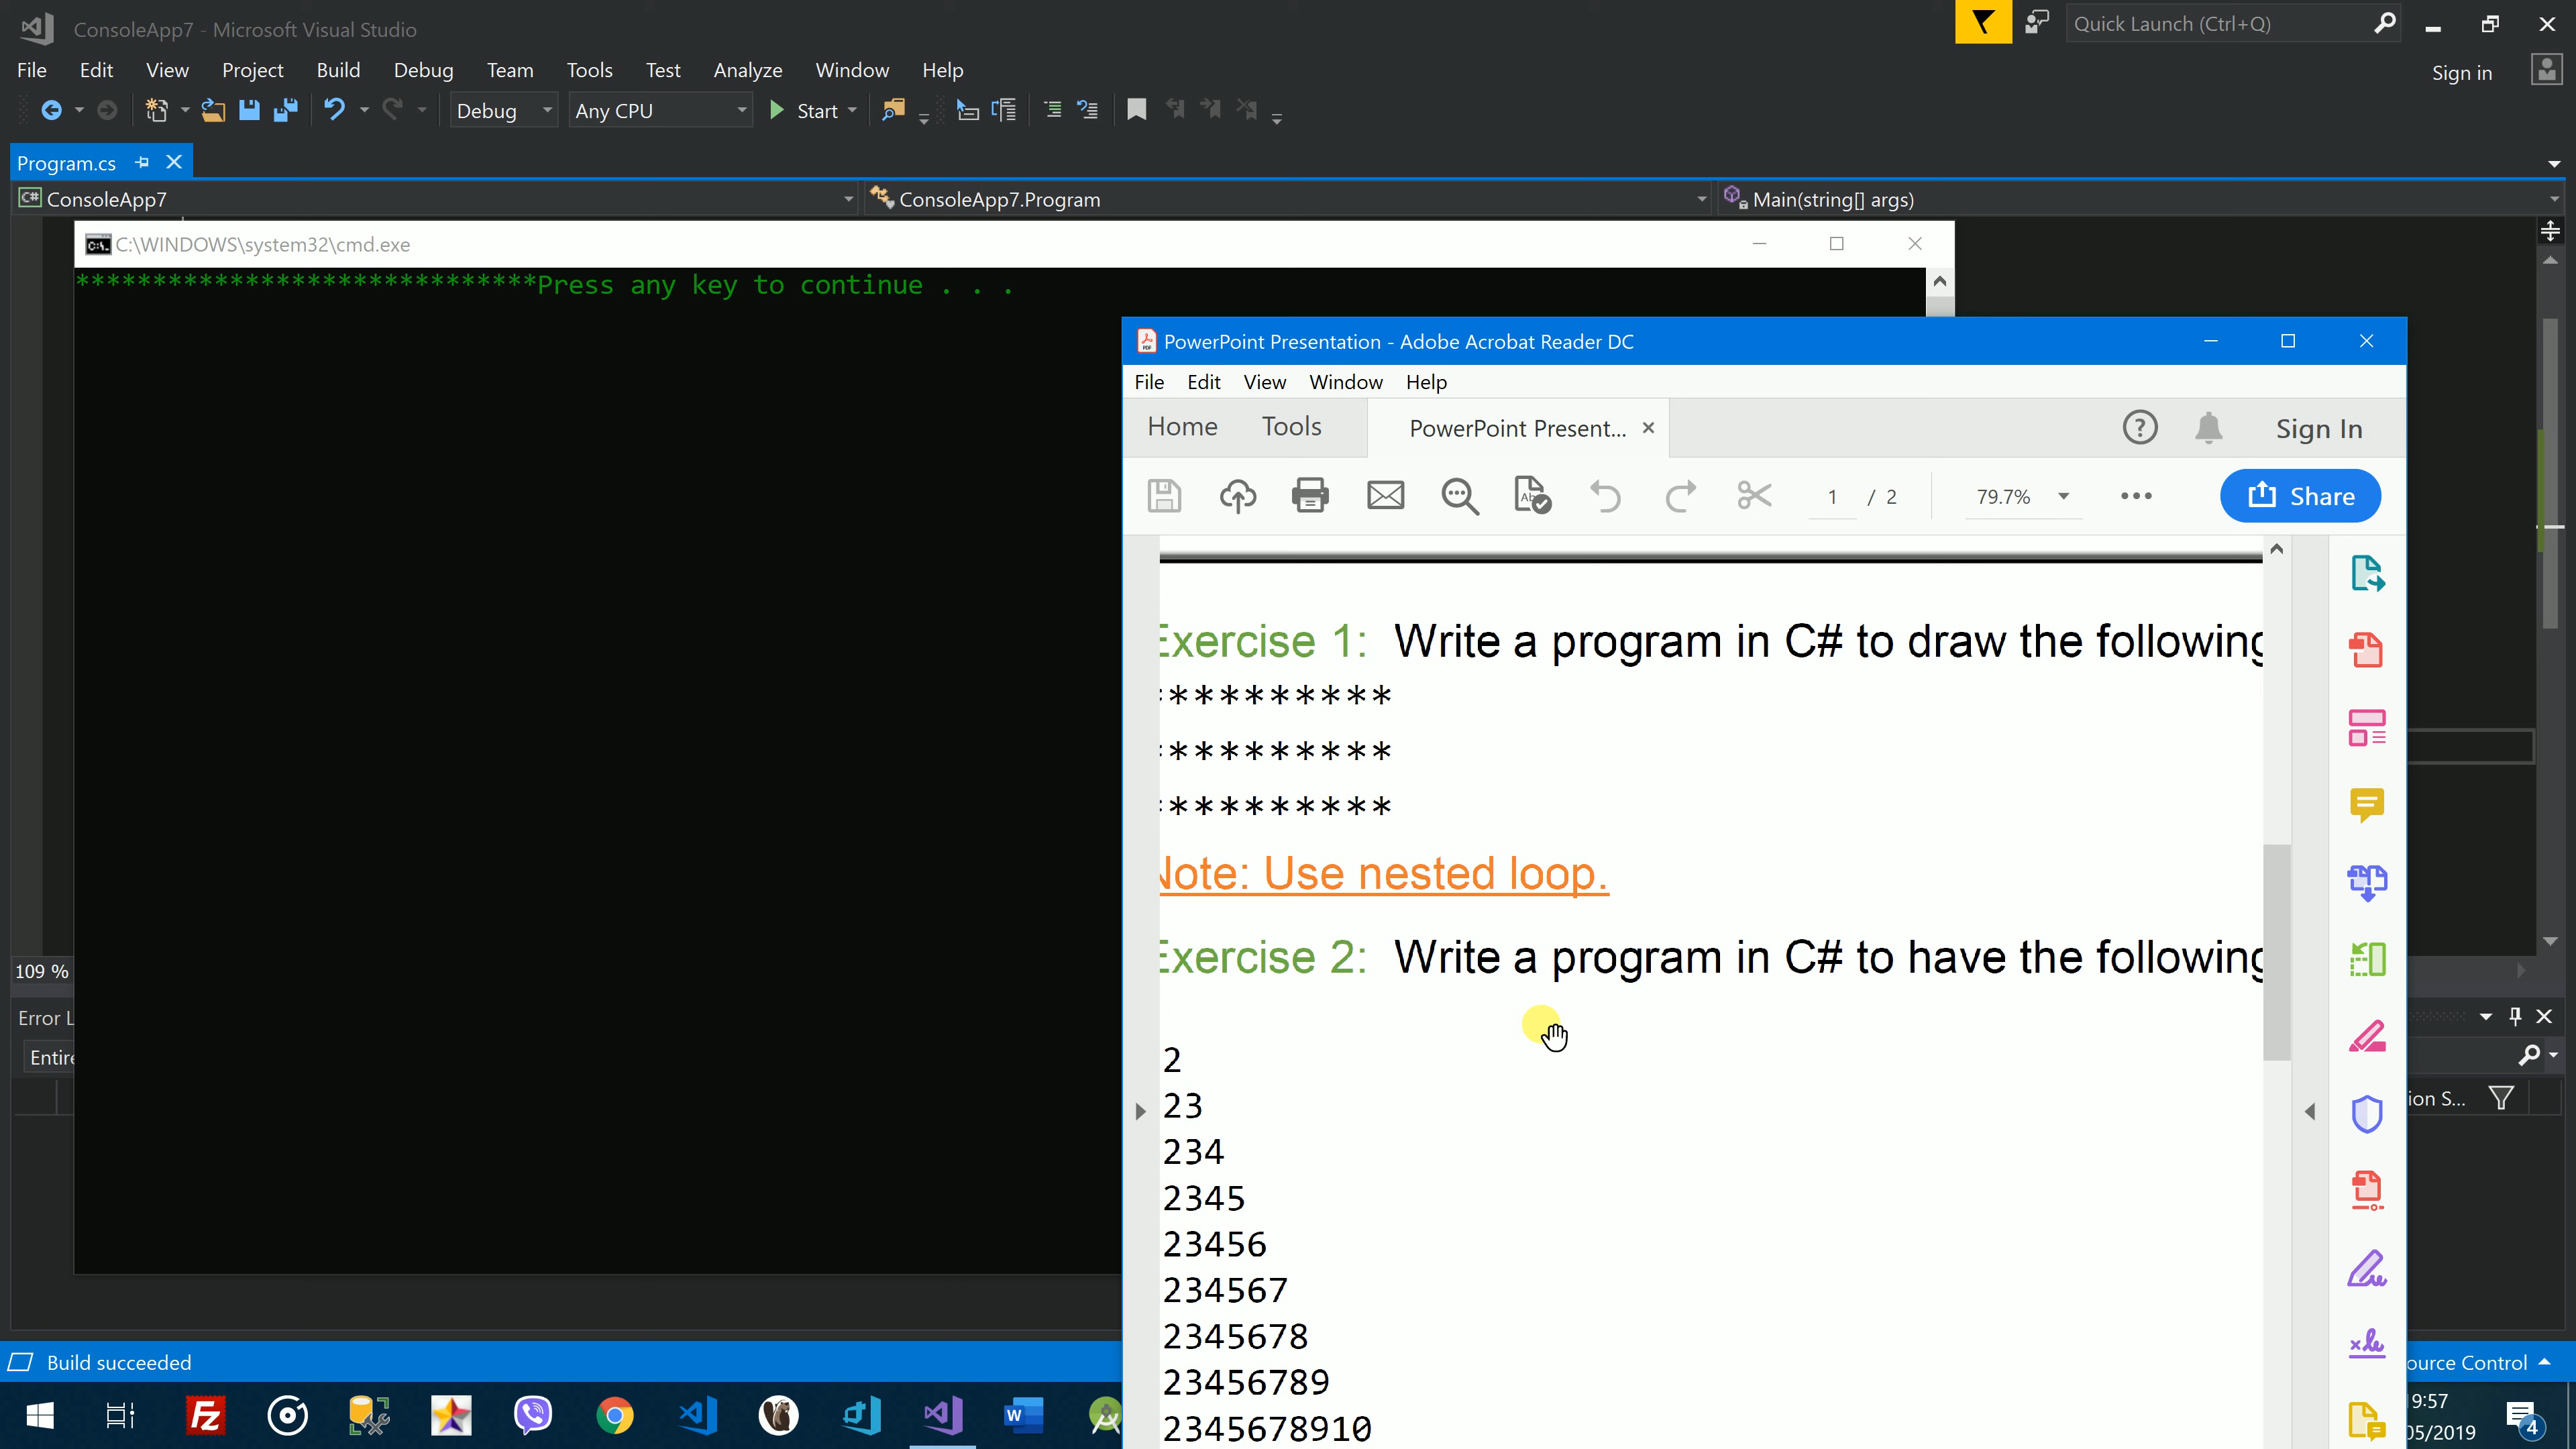 ConsoleApp7 - Microsoft Visual Studio
Quick Launch (Ctrl+Q)
File Edit View Project Build Debug Team Tools Test Analyze Window Help
Sign in
Debug Any CPU Start
Program.cs
C# ConsoleApp7 ConsoleApp7.Program Main(string[] args)
C:\WINDOWS\system32\cmd.exe
******************************Press any key to continue . . .
PowerPoint Presentation - Adobe Acrobat Reader DC
File Edit View Window Help
Home Tools PowerPoint Present... Sign In
1 / 2 79.7% Share
Exercise 1: Write a program in C# to draw the following
**********
**********
**********
Note: Use nested loop.
Exercise 2: Write a program in C# to have the following
2
23
234
2345
23456
234567
2345678
23456789
2345678910
109 %
Error L
Entire
ion S...
Build succeeded
ource Control
9:57
05/2019
4